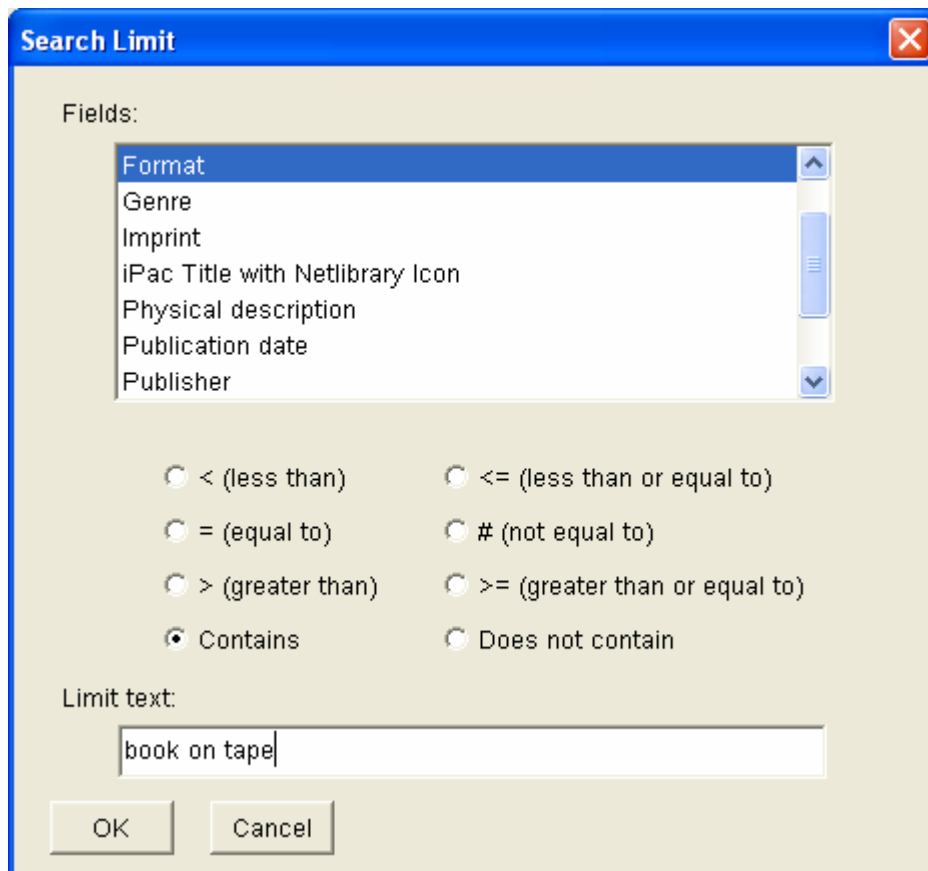 Search Limit
Fields:
Format
Genre
Imprint
iPac Title with Netlibrary Icon
Physical description
Publication date
Publisher
< (less than) <= (less than or equal to)
= (equal to) # (not equal to)
> (greater than) >= (greater than or equal to)
Contains Does not contain
Limit text:
book on tape
OK Cancel